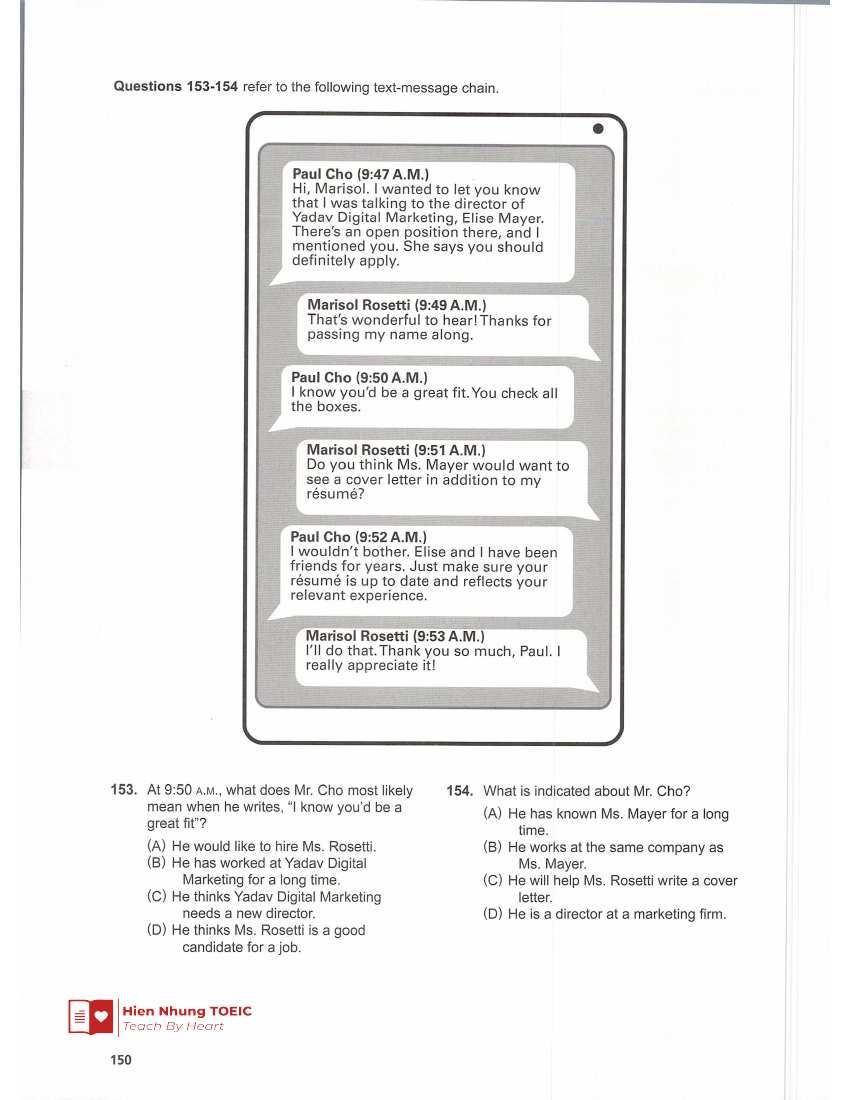 Questions 153-154 refer to the following text-message chain.
Paul Cho (9:47 A.M.)
Hi, Marisol. I wanted to let you know
that I was talking to the director of
Yadav Digital Marketing, Elise Mayer.
There's an open position there, and I
mentioned you. She says you should
definitely apply.
Marisol Rosetti (9:49 A.M.)
That's wonderful to hear! Thanks for
passing my name along.
Paul Cho (9:50 A.M.)
I know you'd be a great fit. You check all
the boxes.
Marisol Rosetti (9:51 A.M.)
Do you think Ms. Mayer would want to
see a cover letter in addition to my
résumé?
Paul Cho (9:52 A.M.)
I wouldn't bother. Elise and I have been
friends for years. Just make sure your
résumé is up to date and reflects your
relevant experience.
Marisol Rosetti (9:53 A.M.)
I'll do that. Thank you so much, Paul. I
really appreciate it!
153. At 9:50 A.M., what does Mr. Cho most likely
mean when he writes, "I know you'd be a
great fit"?
(A) He would like to hire Ms. Rosetti.
(B) He has worked at Yadav Digital
Marketing for a long time.
(C) He thinks Yadav Digital Marketing
needs a new director.
(D) He thinks Ms. Rosetti is a good
candidate for a job.
154. What is indicated about Mr. Cho?
(A) He has known Ms. Mayer for a long
time.
(B) He works at the same company as
Ms. Mayer.
(C) He will help Ms. Rosetti write a cover
letter.
(D) He is a director at a marketing firm.
Hien Nhung TOEIC
Teach By Heart
150